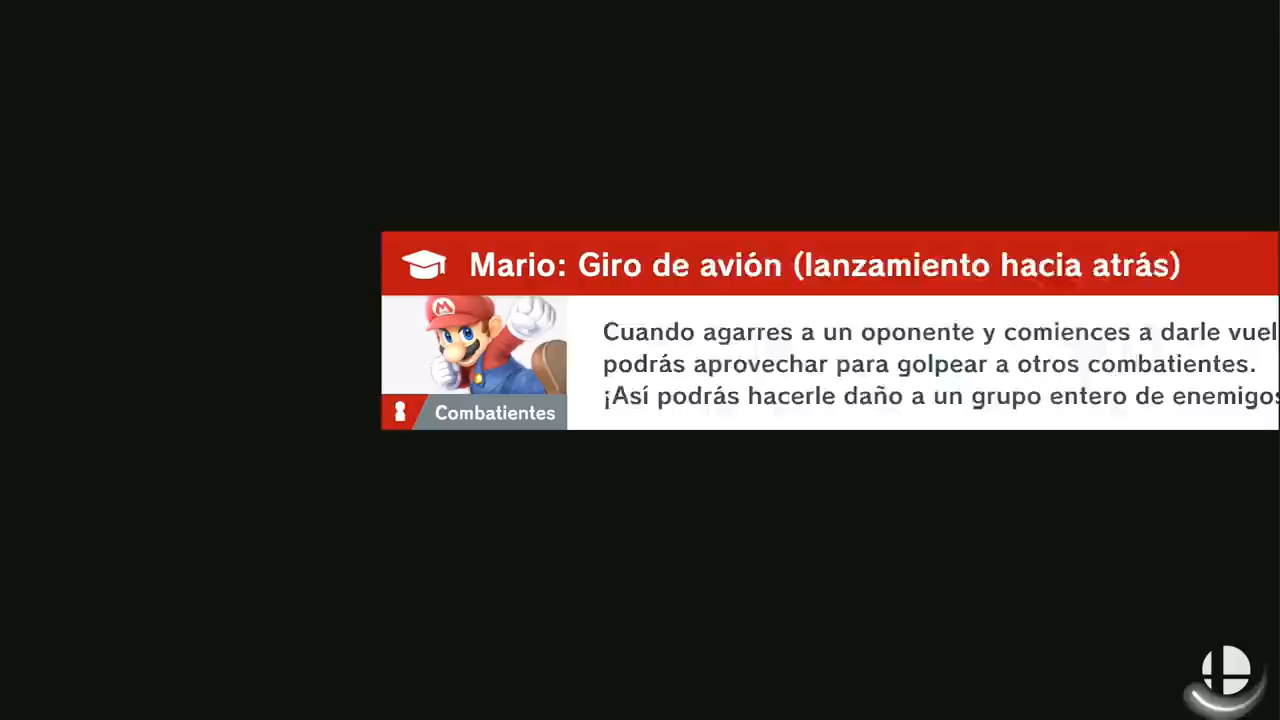 Mario: Giro de avión (lanzamiento hacia atrás)
Cuando agarres a un oponente y comiences a darle
podrás aprovechar para golpear a otros combatientes.
¡Así podrás hacerle daño a un grupo entero de enemigos
Combatientes